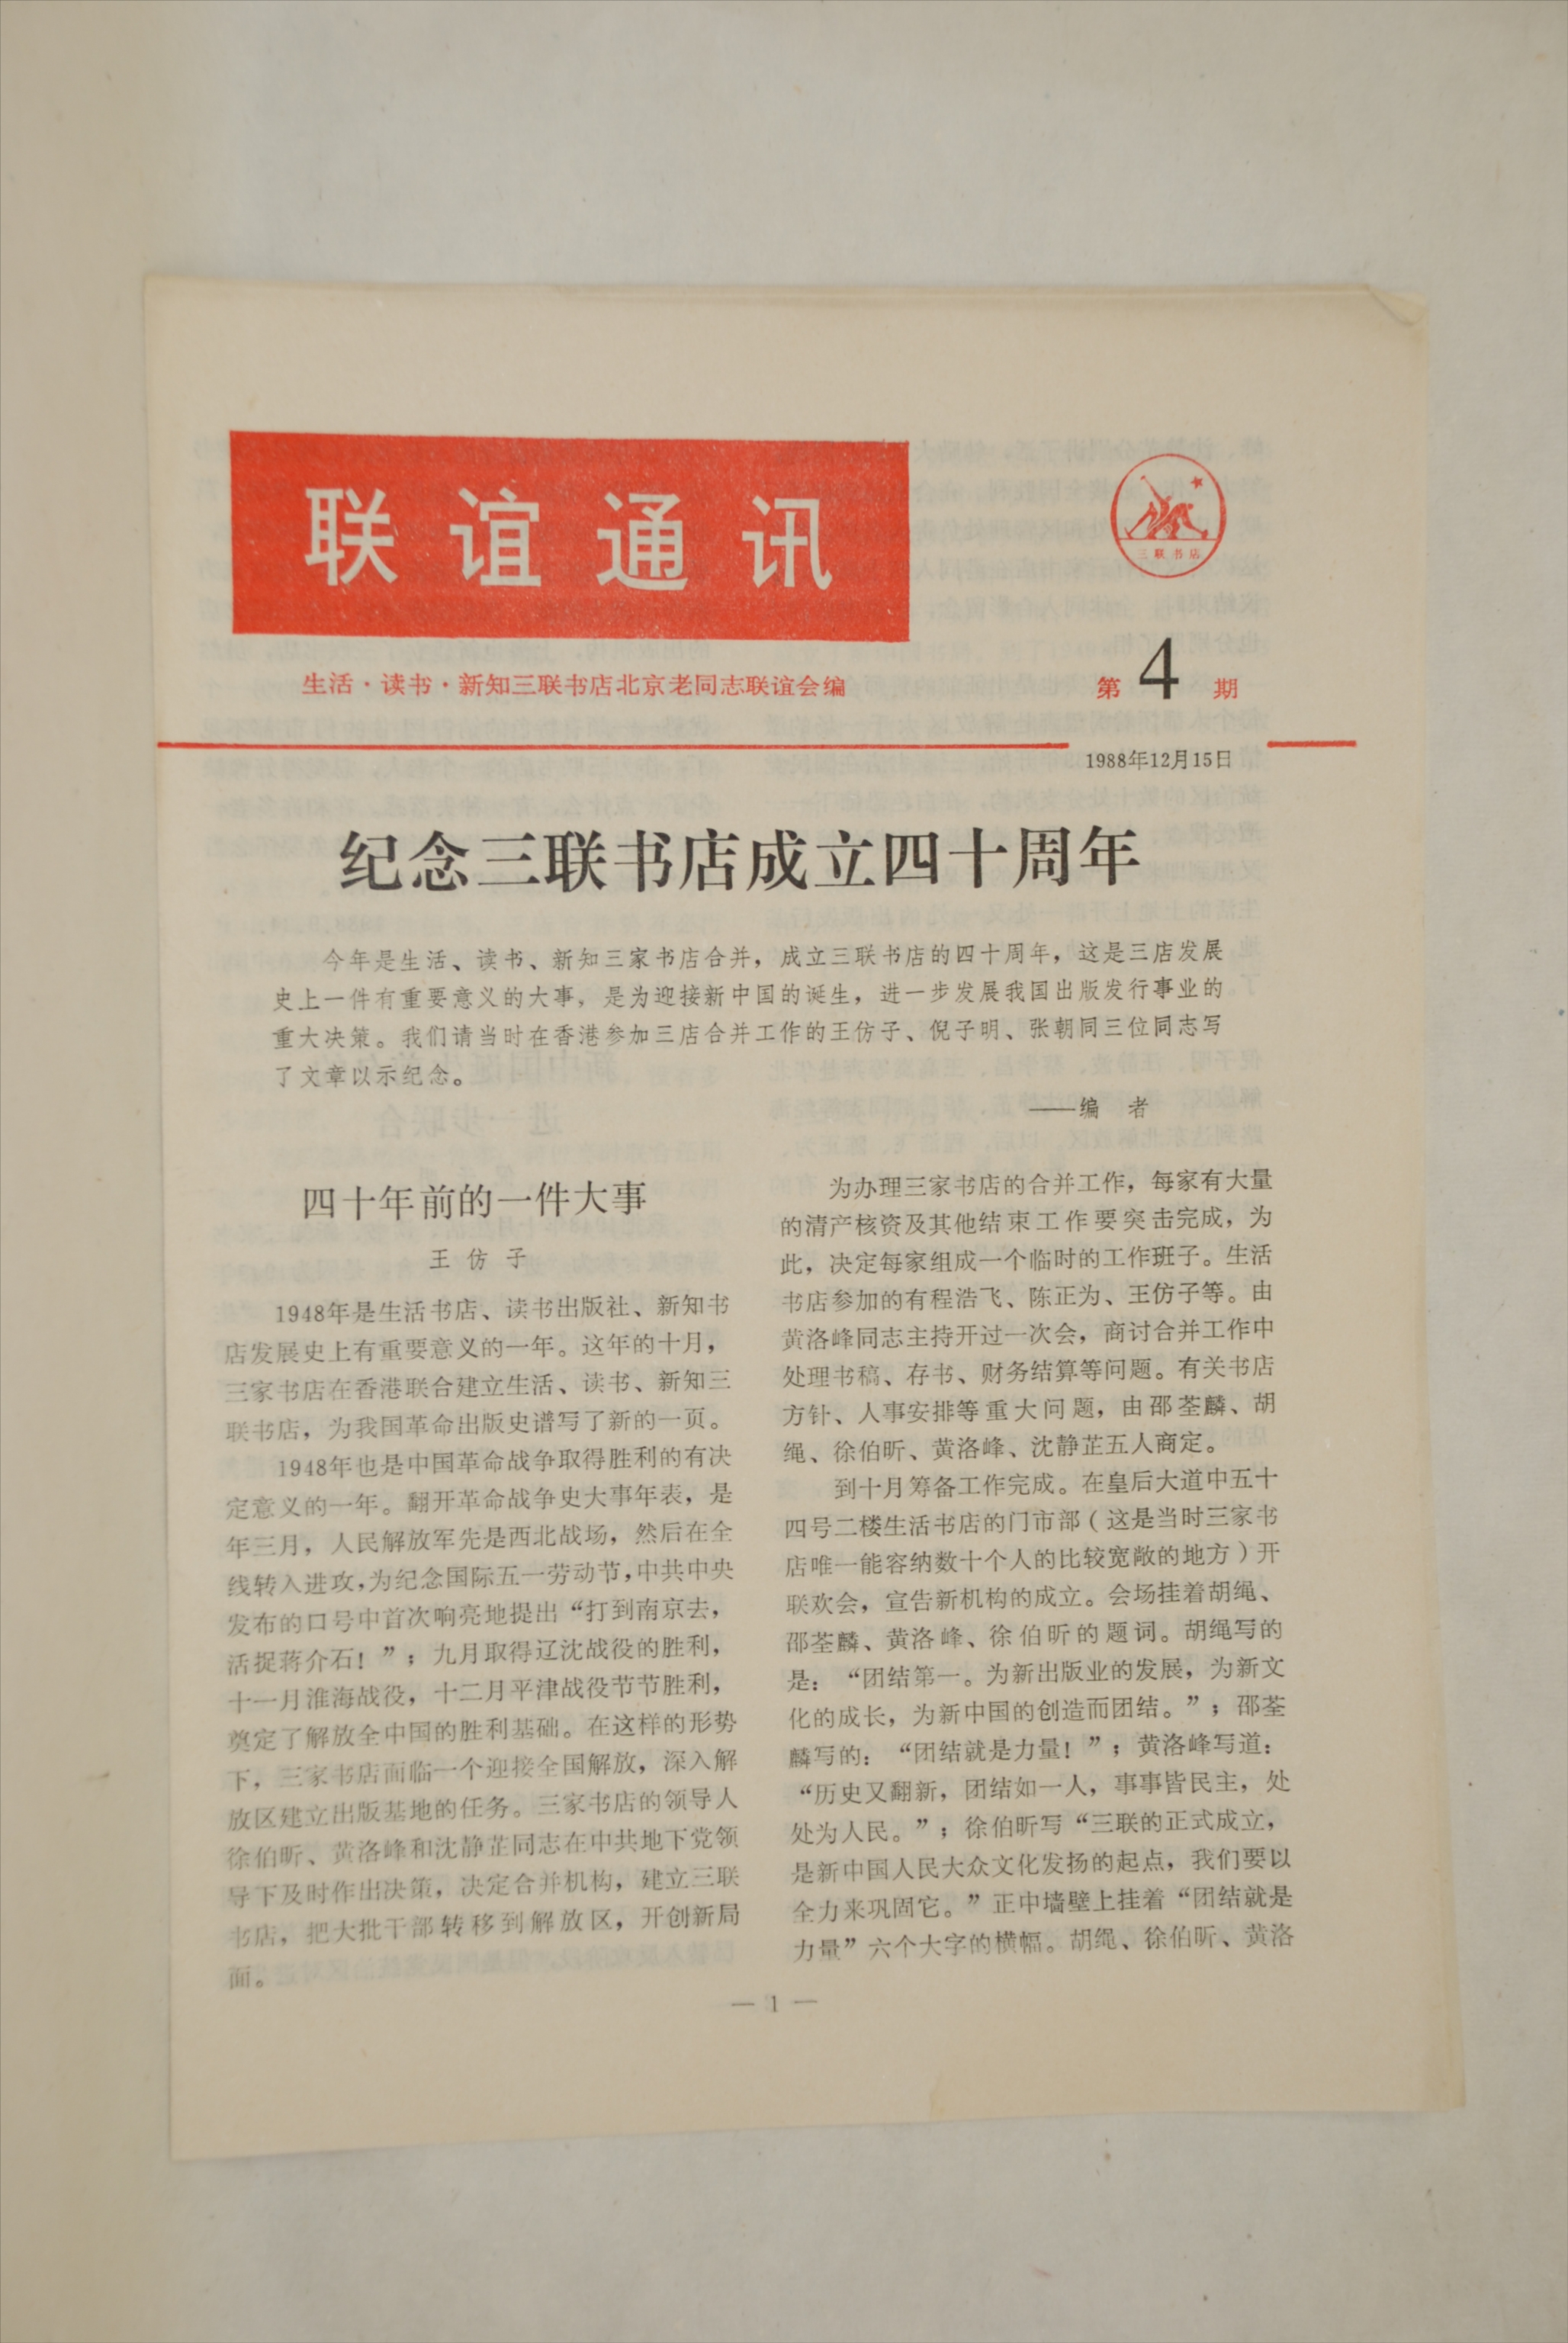 联谊通讯
三联书店
生活·读书·新知三联书店北京老同志联谊会编
第4期
1988年12月15日
纪念三联书店成立四十周年
今年是生活、读书、新知三家书店合并，成立三联书店的四十周年，这是三店发展
史上一件有重要意义的大事，是为迎接新中国的诞生，进一步发展我国出版发行事业的
重大决策。我们请当时在香港参加三店合并工作的王仿子、倪子明、张朝同三位同志写
了文章以示纪念。
——编 者
四十年前的一件大事
王仿子
1948年是生活书店、读书出版社、新知书
店发展史上有重要意义的一年。这年的十月，
三家书店在香港联合建立生活、读书、新知三
联书店，为我国革命出版史谱写了新的一页。
1948年也是中国革命战争取得胜利的有决
定意义的一年。翻开革命战争史大事年表，是
年三月，人民解放军先是西北战场，然后在全
线转入进攻，为纪念国际五一劳动节，中共中央
发布的口号中首次响亮地提出“打到南京去，
活捉蒋介石！”；九月取得辽沈战役的胜利，
十一月淮海战役，十二月平津战役节节胜利，
奠定了解放全中国的胜利基础。在这样的形势
下，三家书店面临一个迎接全国解放，深入解
放区建立出版基地的任务。三家书店的领导人
徐伯昕、黄洛峰和沈静芷同志在中共地下党领
导下及时作出决策，决定合并机构，建立三联
书店，把大批干部转移到解放区，开创新局
面。
为办理三家书店的合并工作，每家有大量
的清产核资及其他结束工作要突击完成，为
此，决定每家组成一个临时的工作班子。生活
书店参加的有程浩飞、陈正为、王仿子等。由
黄洛峰同志主持开过一次会，商讨合并工作中
处理书稿、存书、财务结算等问题。有关书店
方针、人事安排等重大问题，由邵荃麟、胡
绳、徐伯昕、黄洛峰、沈静芷五人商定。
到十月筹备工作完成。在皇后大道中五十
四号二楼生活书店的门市部（这是当时三家书
店唯一能容纳数十个人的比较宽敞的地方）开
联欢会，宣告新机构的成立。会场挂着胡绳、
邵荃麟、黄洛峰、徐伯昕的题词。胡绳写的
是：“团结第一。为新出版业的发展，为新文
化的成长，为新中国的创造而团结。”；邵荃
麟写的：“团结就是力量！”；黄洛峰写道：
“历史又翻新，团结如一人，事事皆民主，处
处为人民。”；徐伯昕写“三联的正式成立，
是新中国人民大众文化发扬的起点，我们要以
全力来巩固它。”正中墙壁上挂着“团结就是
力量”六个大字的横幅。胡绳、徐伯昕、黄洛
— 1 —